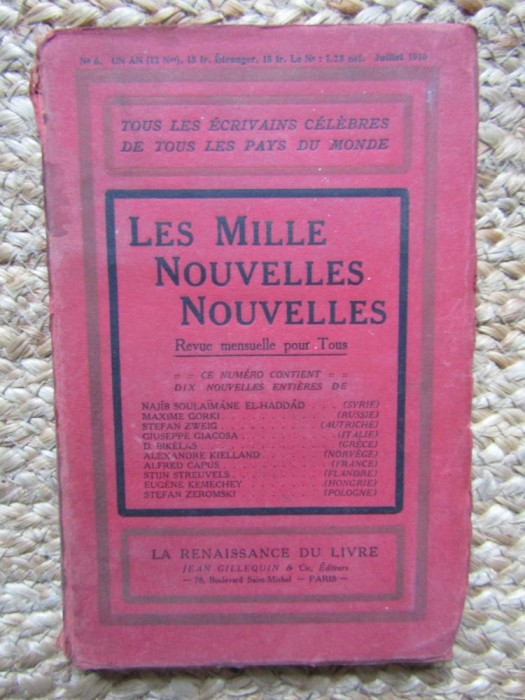 No 6. UN AN (12 Nos), 15 fr. Étranger, 18 fr. Le No : 1.25 net. Juillet 1910
TOUS LES ÉCRIVAINS CÉLÈBRES
DE TOUS LES PAYS DU MONDE
LES MILLE
NOUVELLES
NOUVELLES
Revue mensuelle pour Tous
= = CE NUMÉRO CONTIENT = =
DIX NOUVELLES ENTIÈRES DE
NAJÎB SOULAÏMÂNE EL-HADDÂD . . . (SYRIE)
MAXIME GORKI . . . . . . . . . . (RUSSIE)
STEFAN ZWEIG . . . . . . . . . (AUTRICHE)
GIUSEPPE GIACOSA . . . . . . . . . (ITALIE)
D. BIKÉLAS . . . . . . . . . . . . (GRÈCE)
ALEXANDRE KIELLAND . . . . . . (NORVÈGE)
ALFRED CAPUS . . . . . . . . . . (FRANCE)
STIJN STREUVELS . . . . . . . . (FLANDRE)
EUGÈNE KEMECHEY . . . . . . . (HONGRIE)
STEFAN ZEROMSKI . . . . . . . (POLOGNE)
LA RENAISSANCE DU LIVRE
JEAN GILLEQUIN & Cie, Éditeurs
— 78, Boulevard Saint-Michel — PARIS —